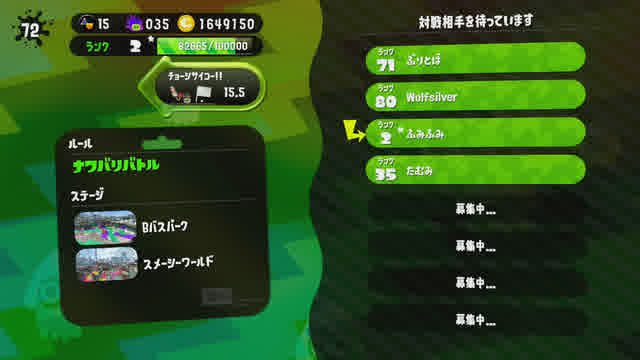 72
15
035
1649150
ランク 2 82865/100000
チョーシサイコー!!
15.5
ルール
ナワバリバトル
ステージ
Bバスパーク
スメーシーワールド
対戦相手を待っています
ランク 71 ぷりとぼ
ランク 80 Wolfsilver
ランク 2 ふみふみ
ランク 35 たむみ
募集中...
募集中...
募集中...
募集中...